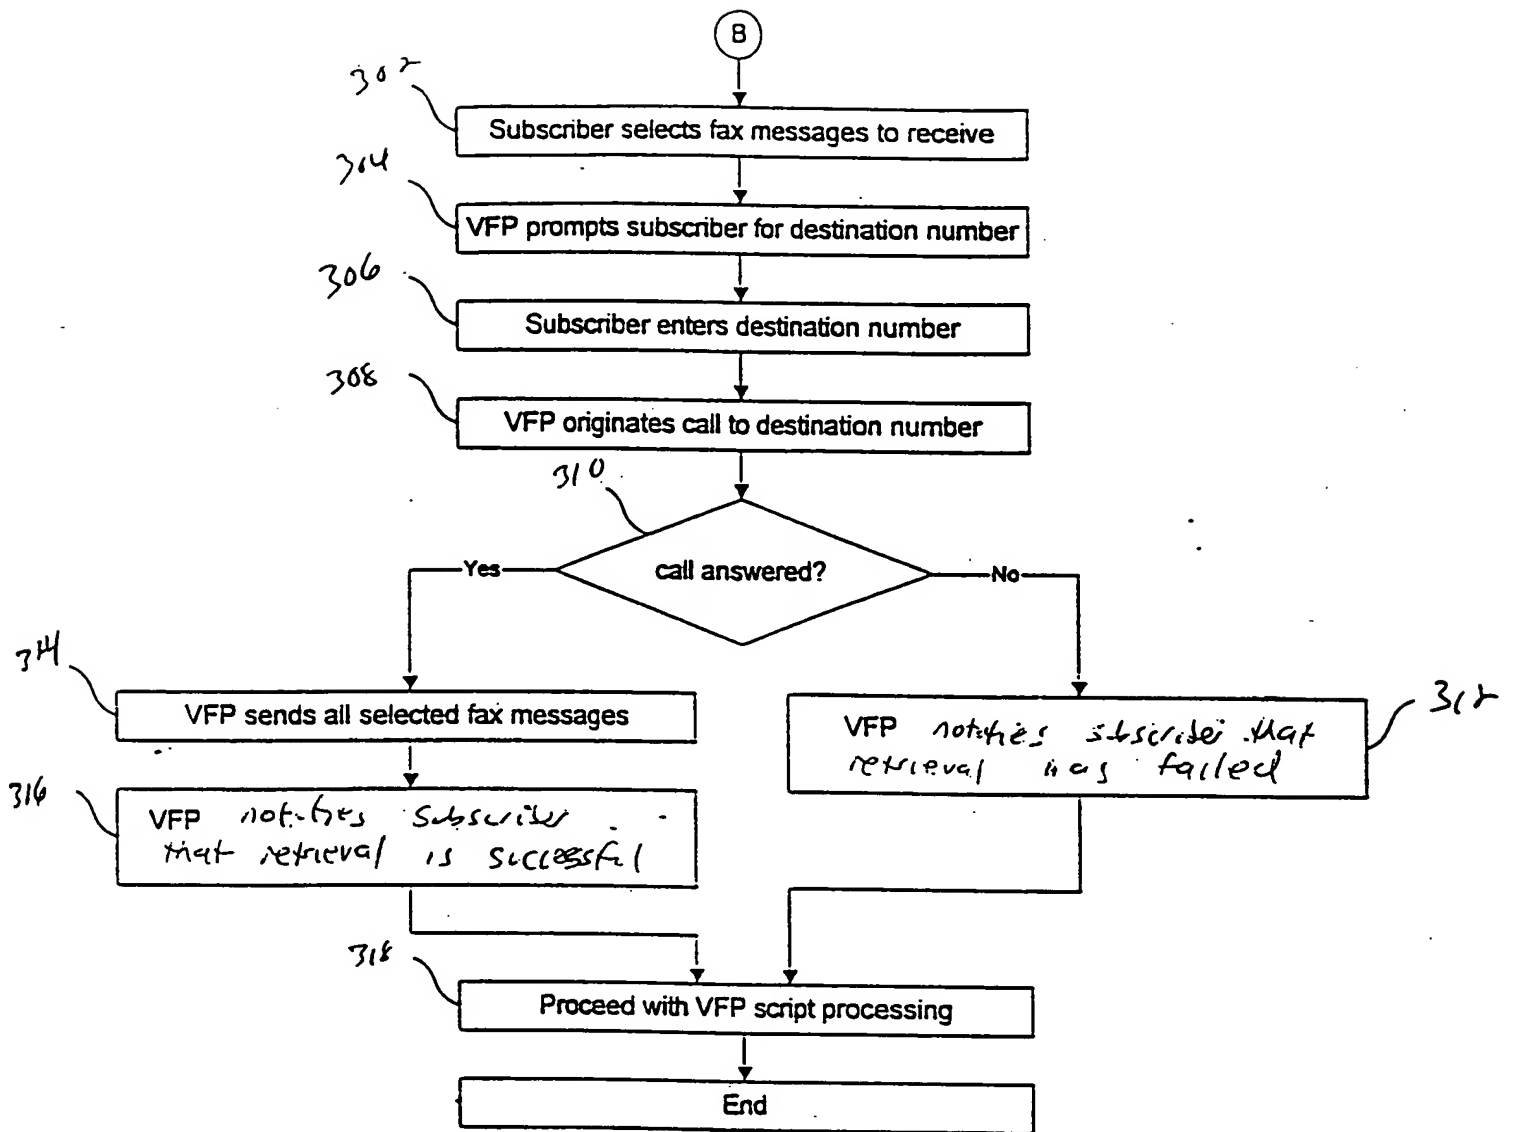 B
302
Subscriber selects fax messages to receive
304
VFP prompts subscriber for destination number
306
Subscriber enters destination number
308
VFP originates call to destination number
310
call answered?
Yes
No
314
VFP sends all selected fax messages
312
VFP notifies subscriber that
retrieval has failed
316
VFP notifies subscriber
that retrieval is successful
318
Proceed with VFP script processing
End